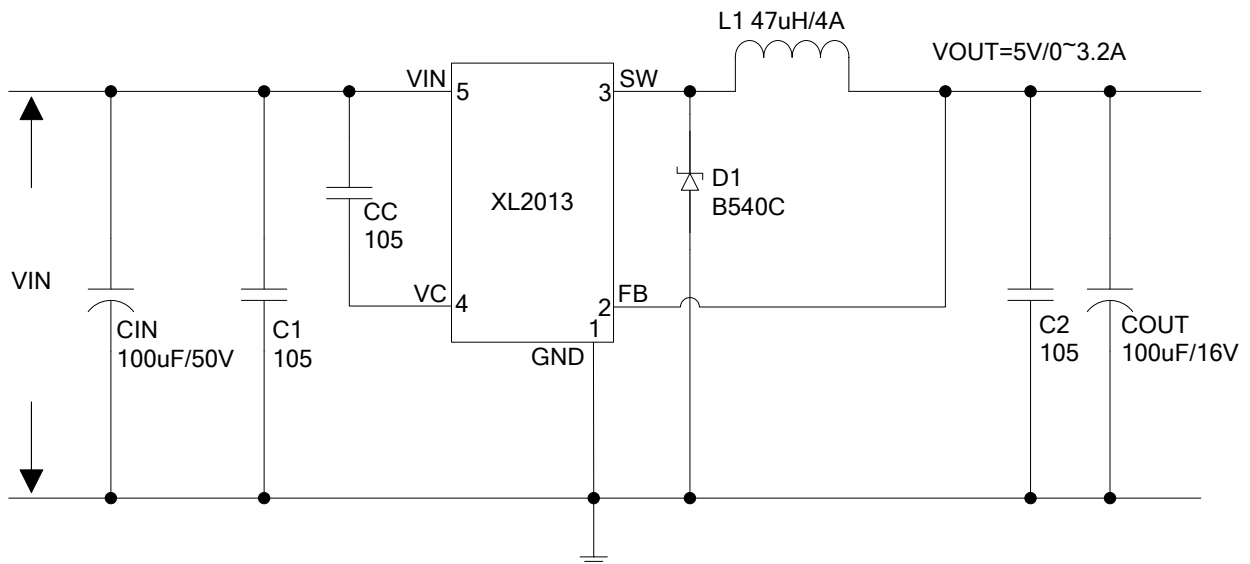 L1 47uH/4A
VOUT=5V/0~3.2A
VIN
5
3
SW
XL2013
D1
B540C
CC
105
VIN
VC
4
2
FB
1
GND
CIN
100uF/50V
C1
105
C2
105
COUT
100uF/16V